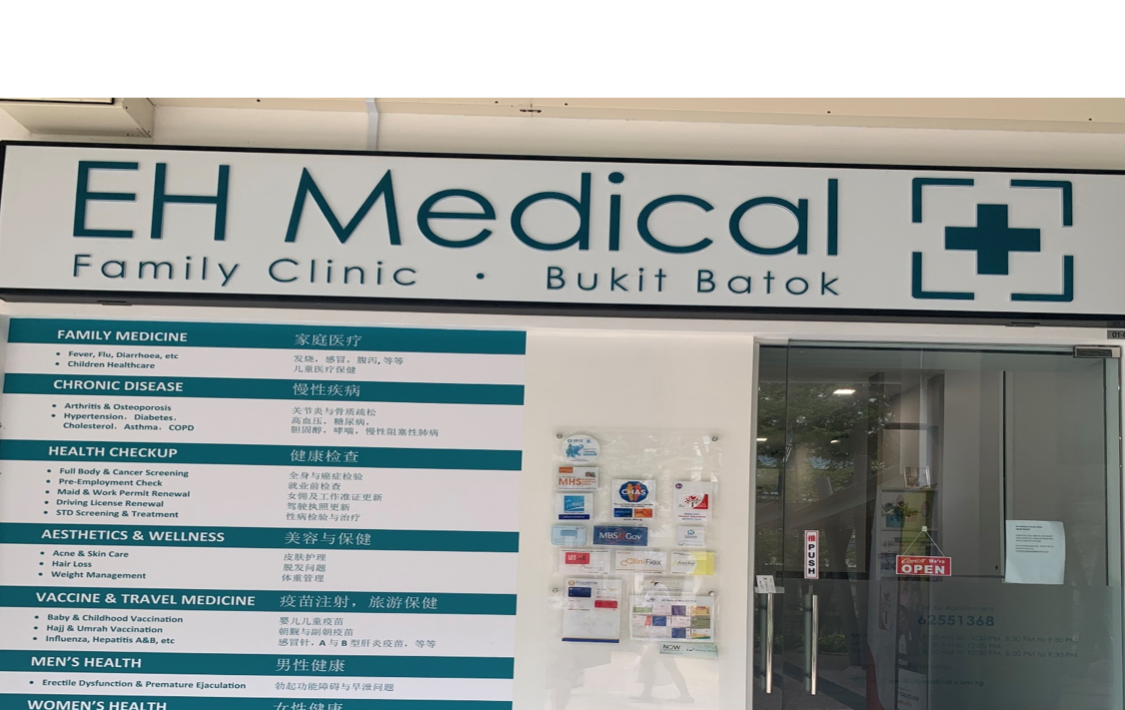 EH Medical
Family Clinic • Bukit Batok
FAMILY MEDICINE 家庭医疗
• Fever, Flu, Diarrhoea, etc 发烧，感冒，腹泻, 等等
• Children Healthcare 儿童医疗保健
CHRONIC DISEASE 慢性疾病
• Arthritis & Osteoporosis 关节炎与骨质疏松
• Hypertension、Diabetes、 高血压，糖尿病，
Cholesterol、Asthma、COPD 胆固醇，哮喘，慢性阻塞性肺病
HEALTH CHECKUP 健康检查
• Full Body & Cancer Screening 全身与癌症检验
• Pre-Employment Check 就业前检查
• Maid & Work Permit Renewal 女佣及工作准证更新
• Driving License Renewal 驾驶执照更新
• STD Screening & Treatment 性病检验与治疗
AESTHETICS & WELLNESS 美容与保健
• Acne & Skin Care 皮肤护理
• Hair Loss 脱发问题
• Weight Management 体重管理
VACCINE & TRAVEL MEDICINE 疫苗注射，旅游保健
• Baby & Childhood Vaccination 婴儿儿童疫苗
• Hajj & Umrah Vaccination 朝觐与副朝疫苗
• Influenza, Hepatitis A&B, etc 感冒针，A 与 B 型肝炎疫苗，等等
MEN'S HEALTH 男性健康
• Erectile Dysfunction & Premature Ejaculation 勃起功能障碍与早泄问题
WOMEN'S HEALTH 女性健康
MHS
CHAS
MBS
Gov
NOW
推
PUSH
We're
OPEN
62551368